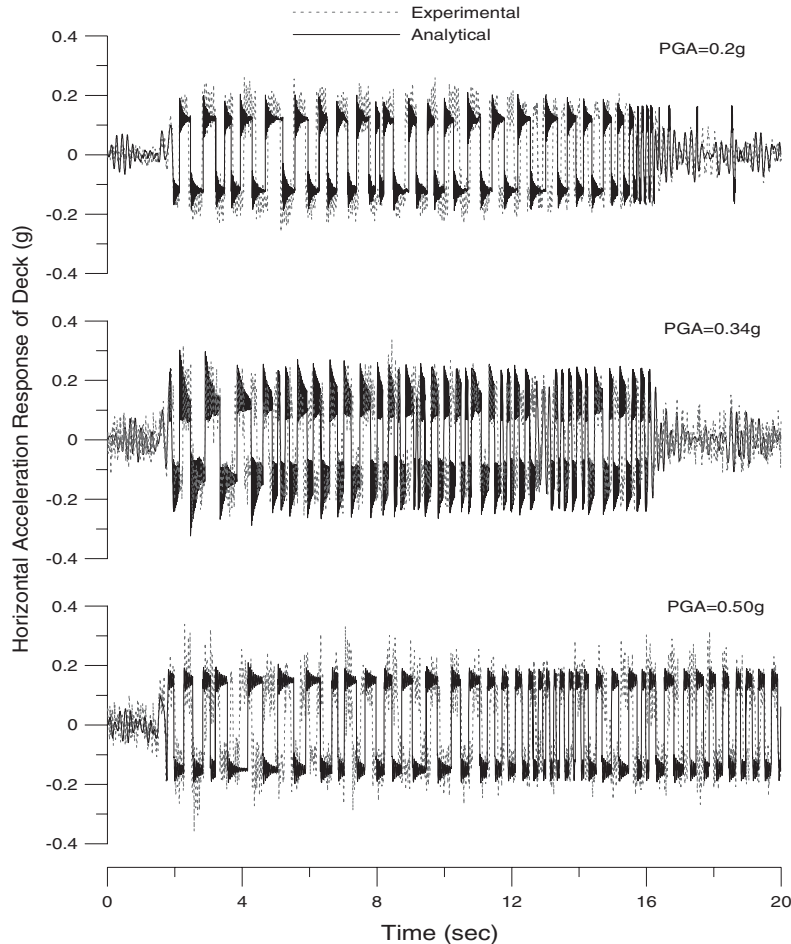 Experimental
Analytical
PGA=0.2g
0.4
0.2
0
-0.2
-0.4
PGA=0.34g
0.4
0.2
0
-0.2
-0.4
PGA=0.50g
0.4
0.2
0
-0.2
-0.4
Horizontal Acceleration Response of Deck (g)
0 4 8 12 16 20
Time (sec)